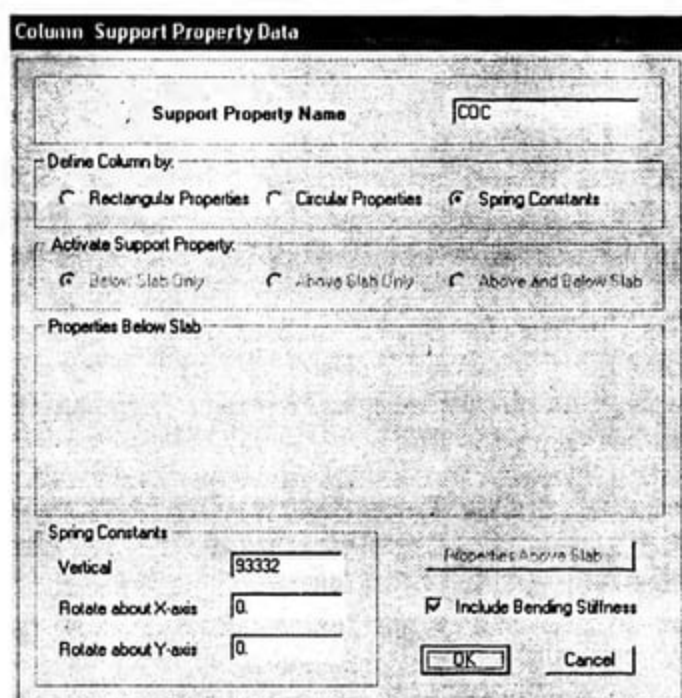 Column Support Property Data
Support Property Name COC
Define Column by:
Rectangular Properties Circular Properties Spring Constants
Activate Support Property:
Below Slab Only Above Slab Only Above and Below Slab
Properties Below Slab
Spring Constants
Vertical 93332
Rotate about X-axis 0.
Rotate about Y-axis 0.
Properties Above Slab
Include Bending Stiffness
OK Cancel